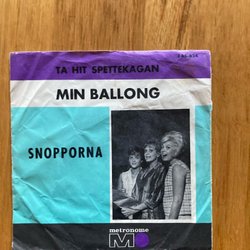 TA HIT SPETTEKAGAN
MIN BALLONG
SNOPPORNA
metronome
M